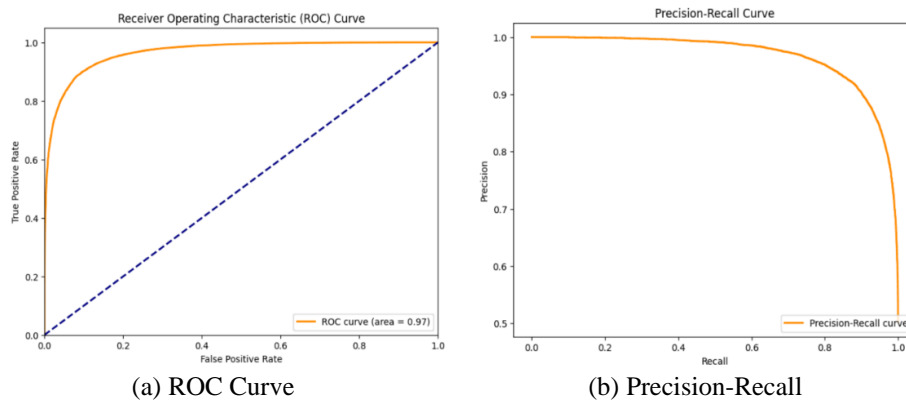 Receiver Operating Characteristic (ROC) Curve
1.0
0.8
0.6
0.4
0.2
0.0
True Positive Rate
0.0 0.2 0.4 0.6 0.8 1.0
False Positive Rate
ROC curve (area = 0.97)
(a) ROC Curve
Precision-Recall Curve
1.0
0.9
0.8
0.7
0.6
0.5
Precision
0.0 0.2 0.4 0.6 0.8 1.0
Recall
Precision-Recall curve
(b) Precision-Recall